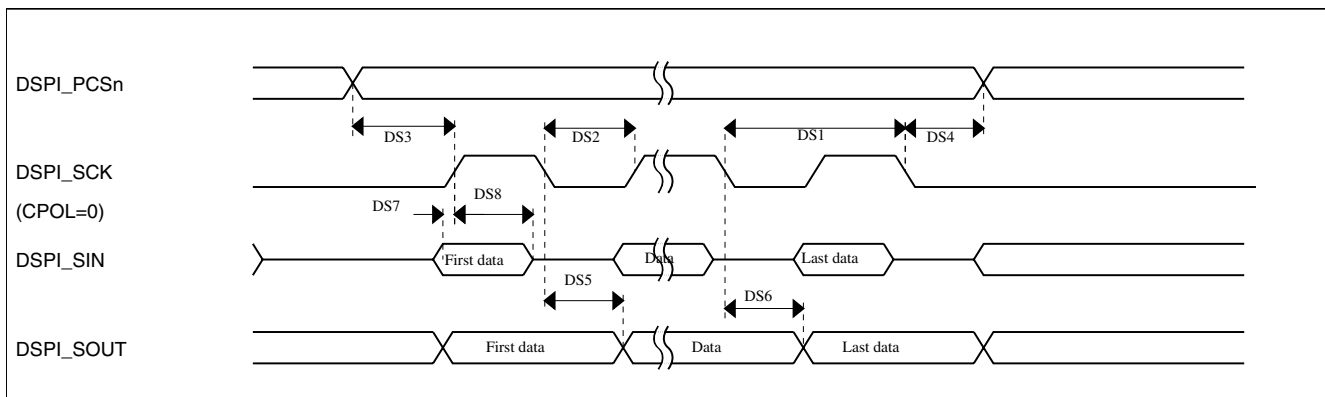 DSPI_PCSn
DS3
DS2
DS1
DS4
DSPI_SCK
(CPOL=0)
DS7
DS8
DSPI_SIN
First data
Data
Last data
DS5
DS6
DSPI_SOUT
First data
Data
Last data